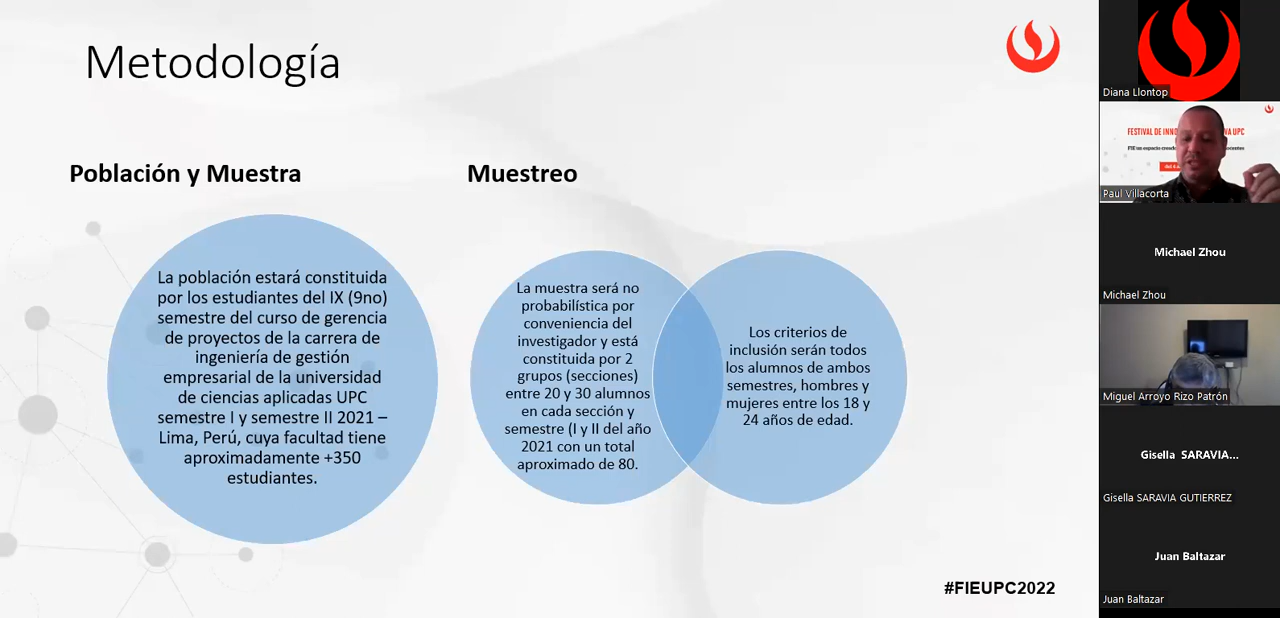 Metodología
Población y Muestra
La población estará constituida
por los estudiantes del IX (9no)
semestre del curso de gerencia
de proyectos de la carrera de
ingeniería de gestión
empresarial de la universidad
de ciencias aplicadas UPC
semestre I y semestre II 2021 –
Lima, Perú, cuya facultad tiene
aproximadamente +350
estudiantes.
Muestreo
La muestra será no
probabilística por
conveniencia del
investigador y está
constituida por 2
grupos (secciones)
entre 20 y 30 alumnos
en cada sección y
semestre (I y II del año
2021 con un total
aproximado de 80.
Los criterios de
inclusión serán todos
los alumnos de ambos
semestres, hombres y
mujeres entre los 18 y
24 años de edad.
#FIEUPC2022
Diana Llontop
FESTIVAL DE INNO
VA UPC
Paul Villacorta
Michael Zhou
Michael Zhou
Miguel Arroyo Rizo Patrón
Gisella SARAVIA...
Gisella SARAVIA GUTIERREZ
Juan Baltazar
Juan Baltazar